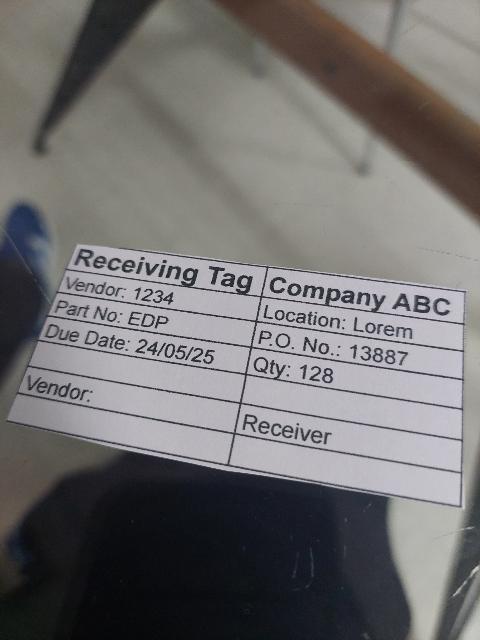 Receiving Tag Company ABC
Vendor: 1234 Location: Lorem
Part No: EDP P.O. No.: 13887
Due Date: 24/05/25 Qty: 128
Vendor: Receiver